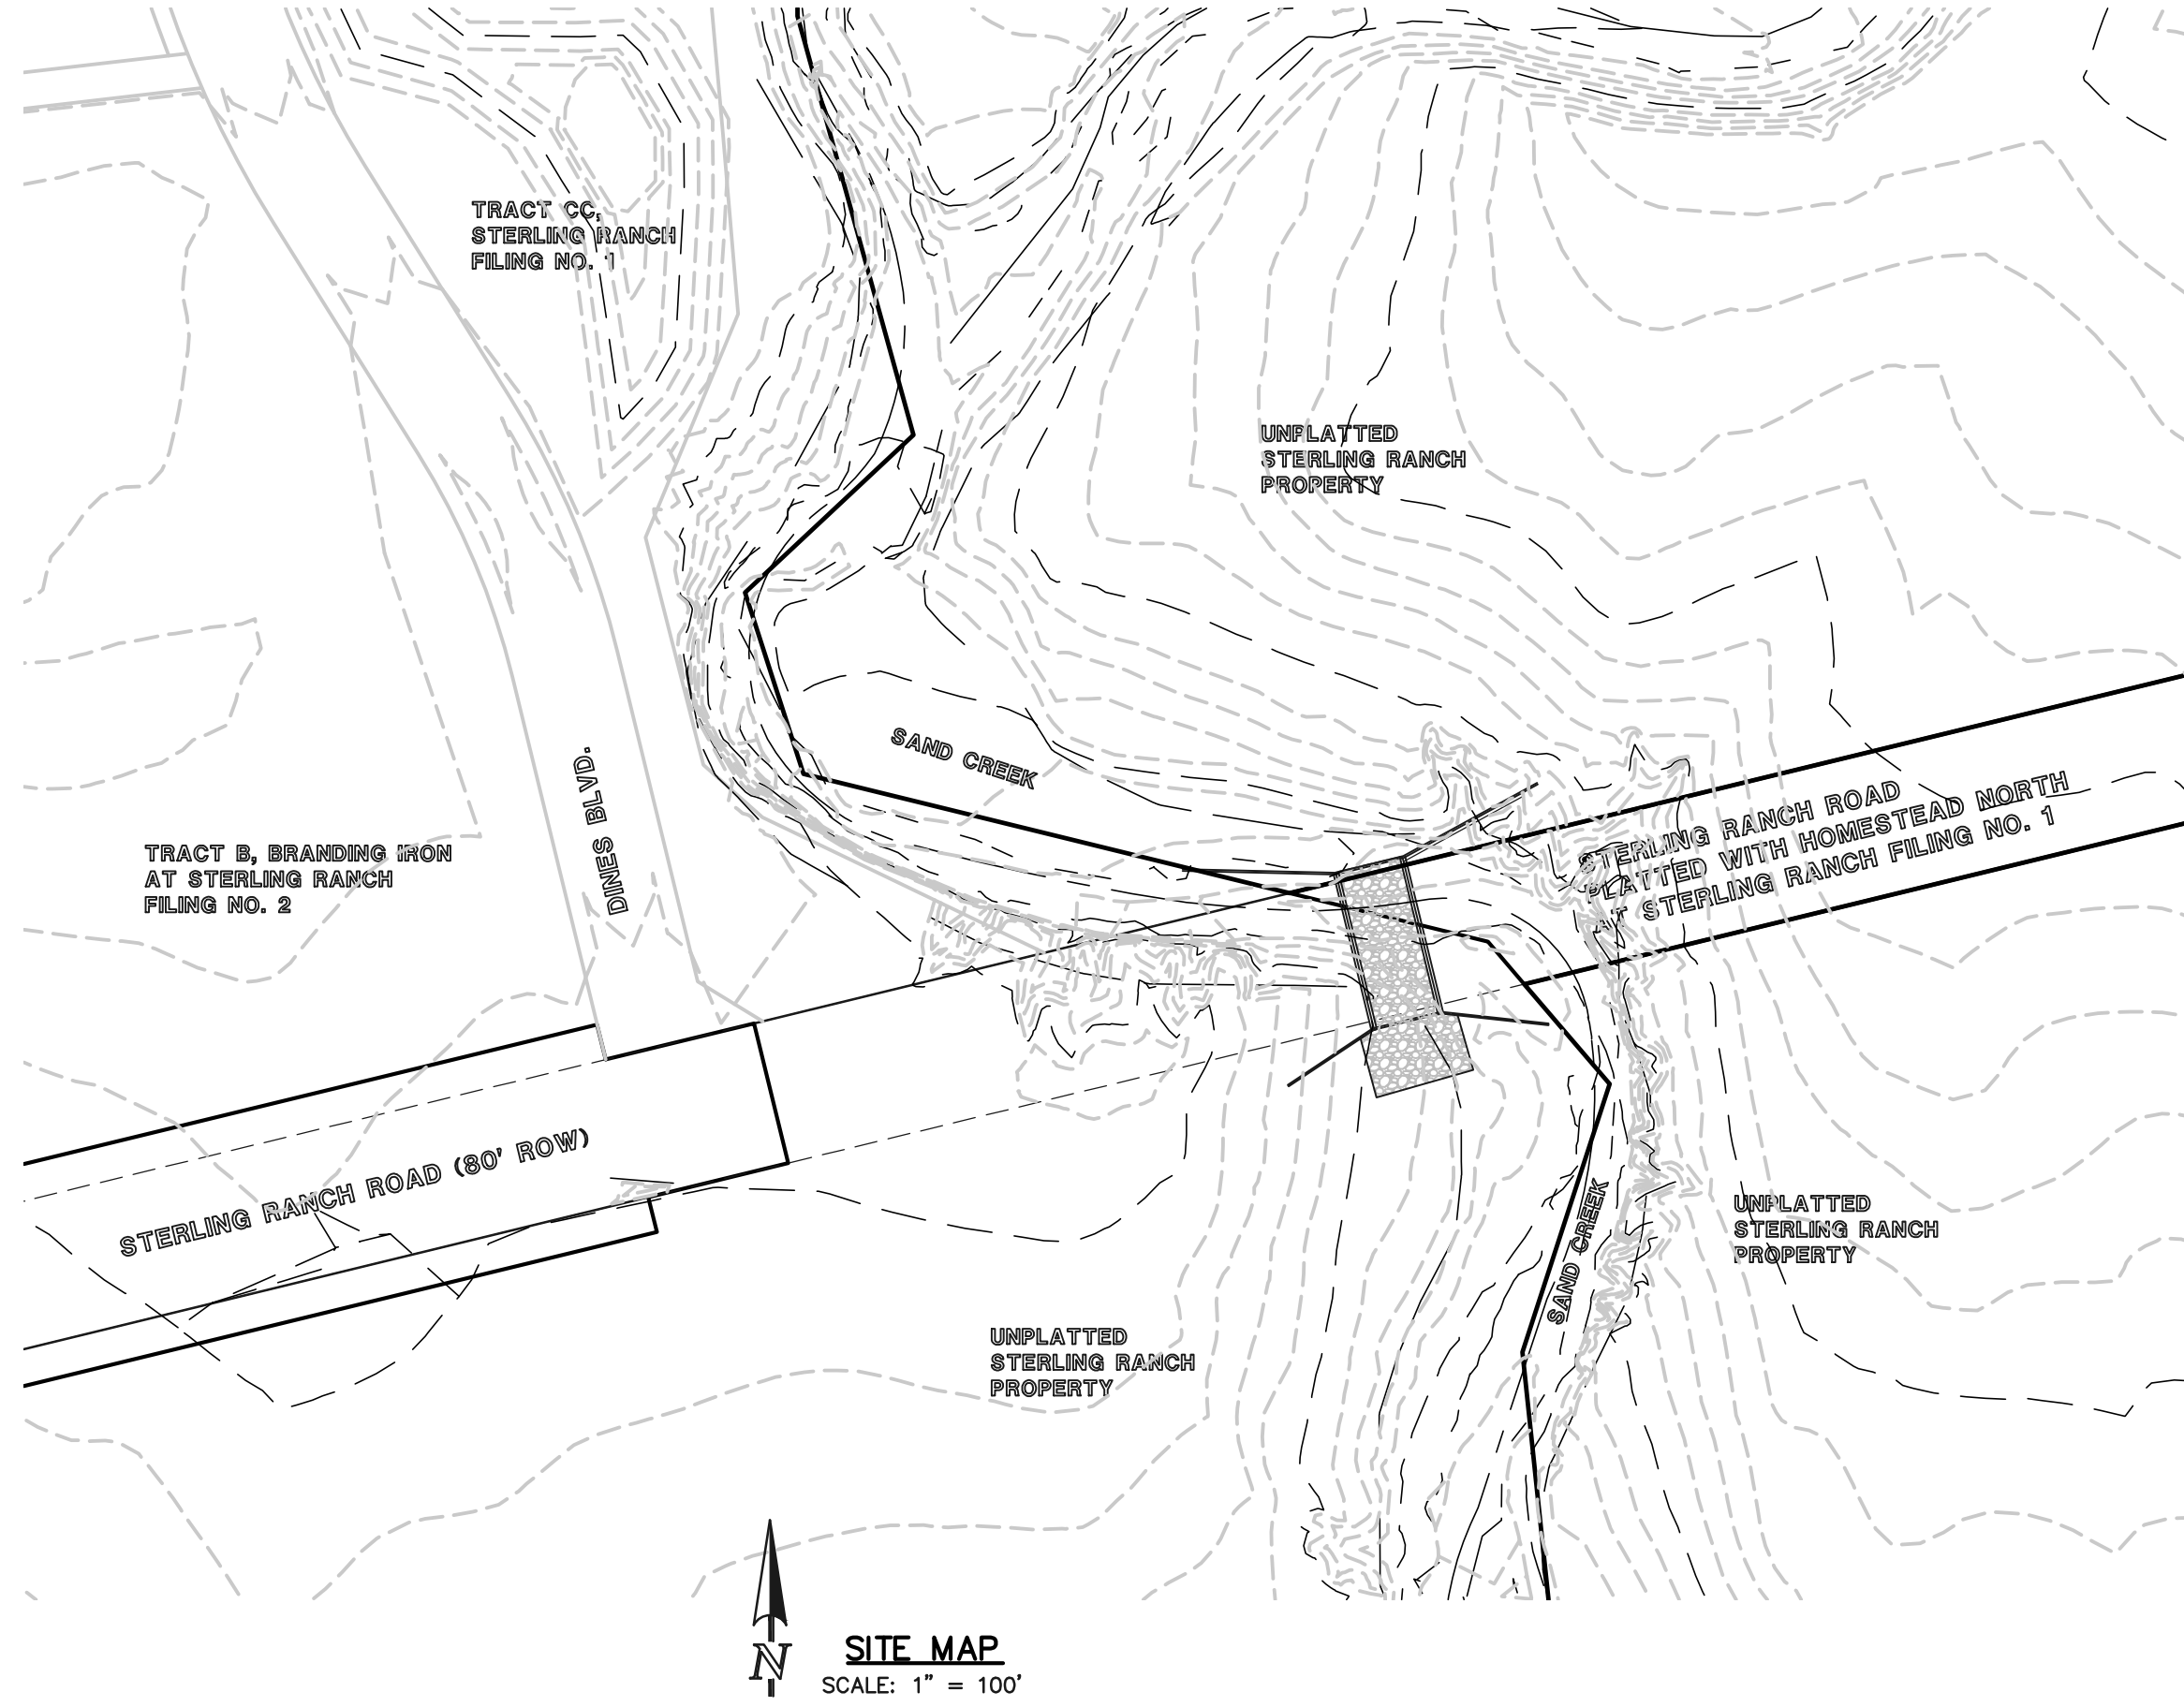 TRACT CC,
STERLING RANCH
FILING NO. 1
UNPLATTED
STERLING RANCH
PROPERTY
SAND CREEK
DINES BLVD.
STERLING RANCH ROAD
PLATTED WITH HOMESTEAD NORTH
AT STERLING RANCH FILING NO. 1
TRACT B, BRANDING IRON
AT STERLING RANCH
FILING NO. 2
STERLING RANCH ROAD (80' ROW)
SAND CREEK
UNPLATTED
STERLING RANCH
PROPERTY
UNPLATTED
STERLING RANCH
PROPERTY
N
SITE MAP
SCALE: 1" = 100'